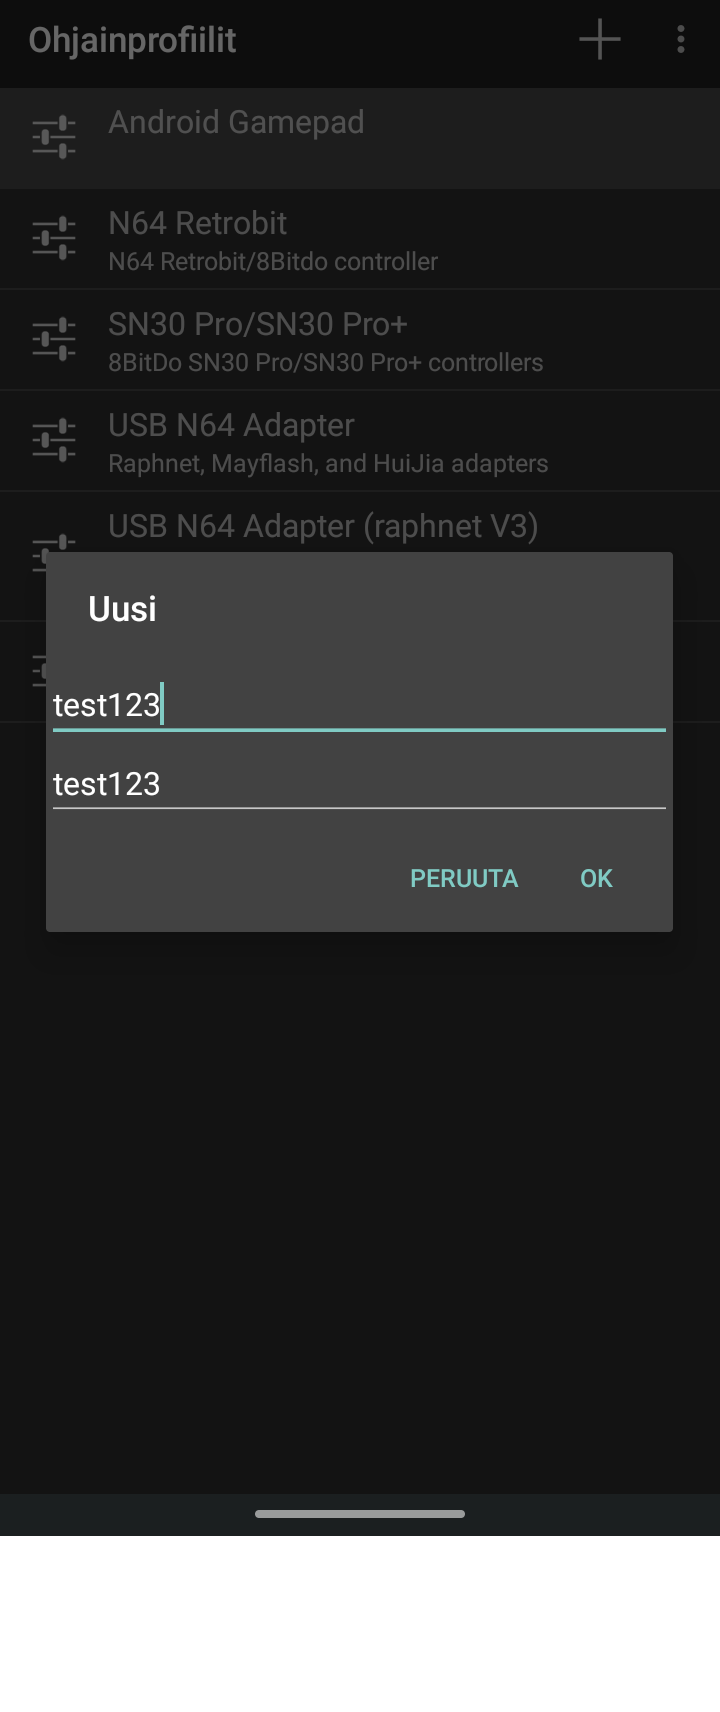 Ohjainprofiilit
Android Gamepad
N64 Retrobit
N64 Retrobit/8Bitdo controller
SN30 Pro/SN30 Pro+
8BitDo SN30 Pro/SN30 Pro+ controllers
USB N64 Adapter
Raphnet, Mayflash, and HuiJia adapters
USB N64 Adapter (raphnet V3)
Uusi
test123
test123
PERUUTA OK